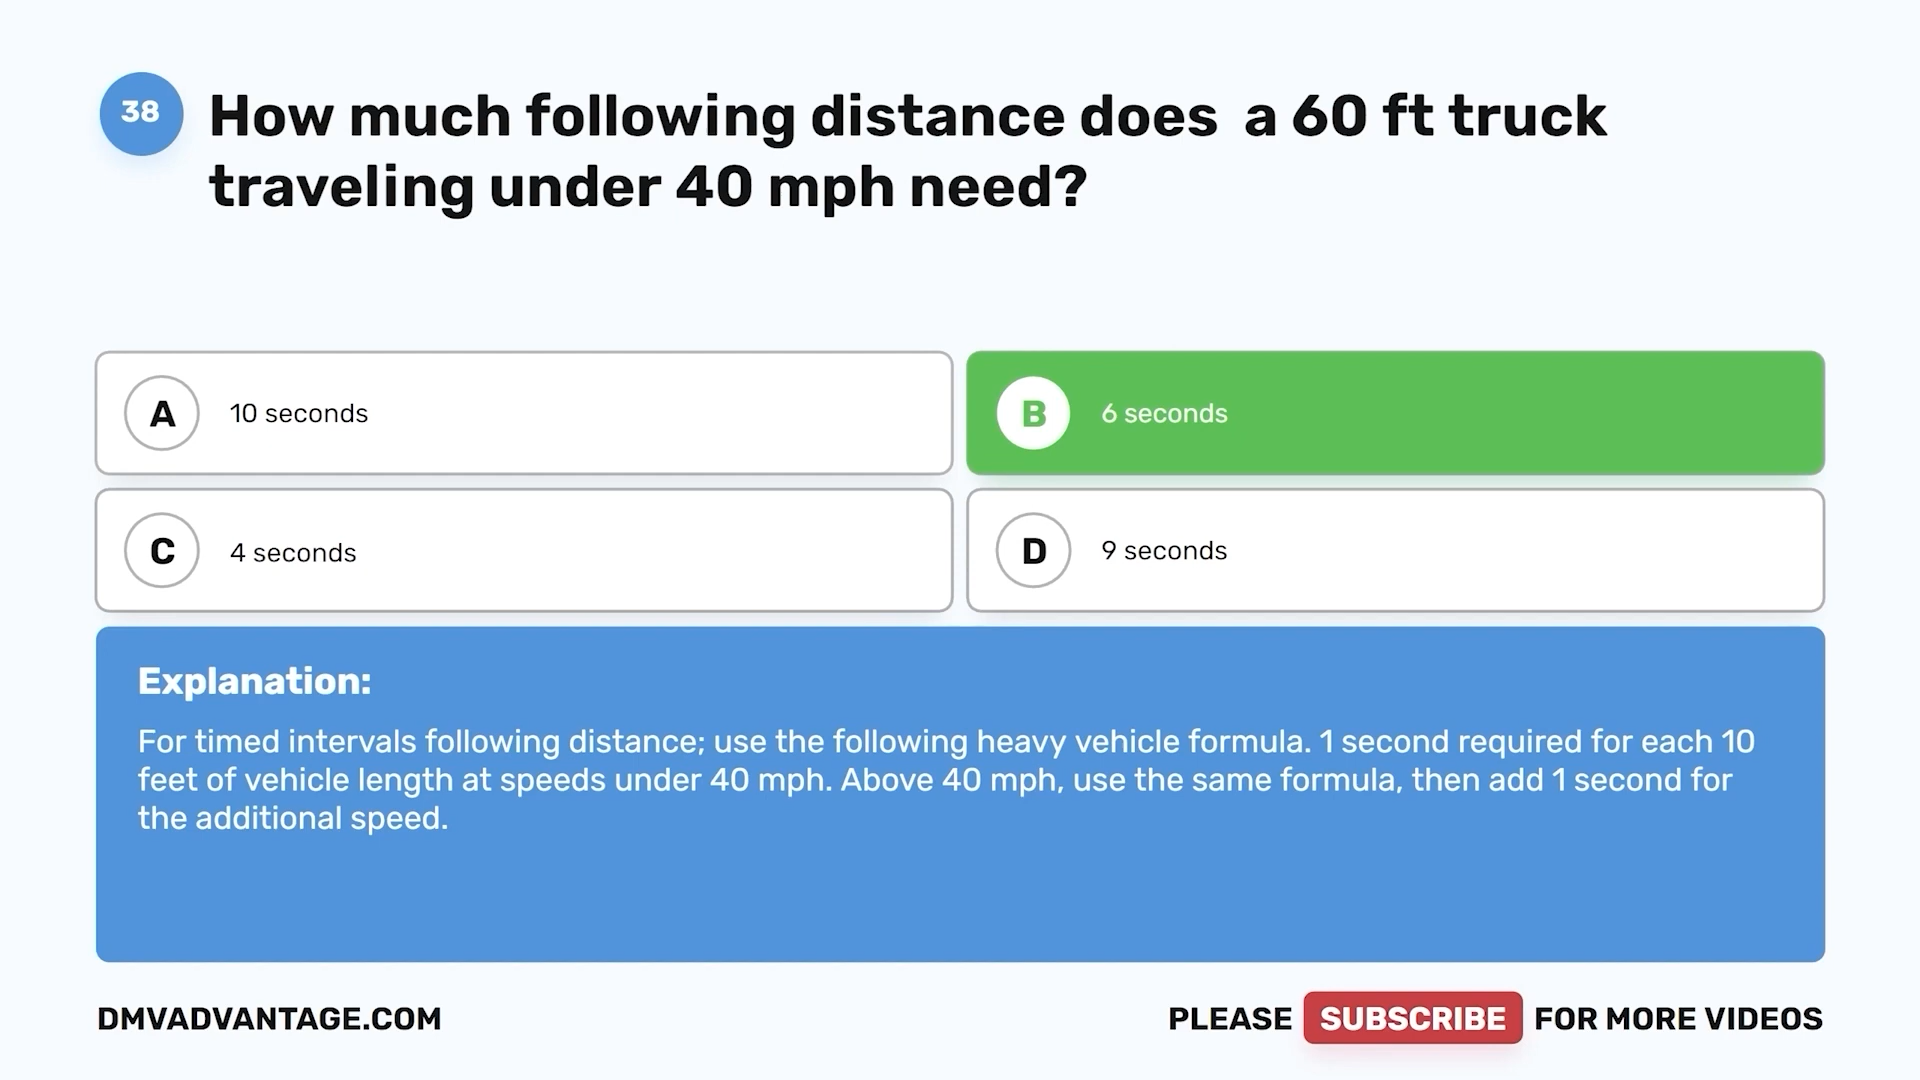 38
How much following distance does  a 60 ft truck
traveling under 40 mph need?
A 10 seconds
B 6 seconds
C 4 seconds
D 9 seconds
Explanation:
For timed intervals following distance; use the following heavy vehicle formula. 1 second required for each 10
feet of vehicle length at speeds under 40 mph. Above 40 mph, use the same formula, then add 1 second for
the additional speed.
DMVADVANTAGE.COM
PLEASE SUBSCRIBE FOR MORE VIDEOS